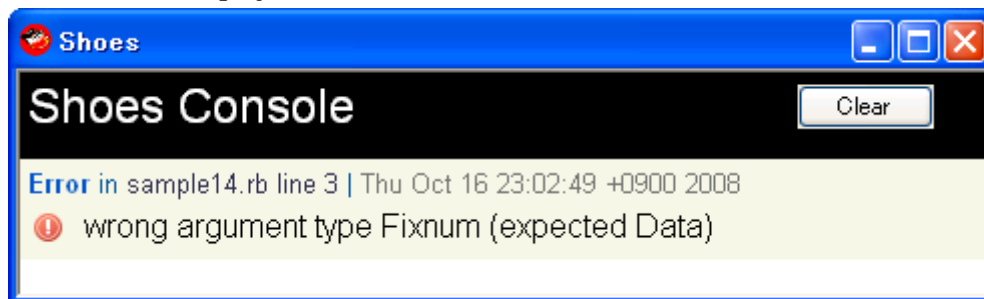 Shoes
Shoes Console
Clear
Error in sample14.rb line 3 | Thu Oct 16 23:02:49 +0900 2008
wrong argument type Fixnum (expected Data)